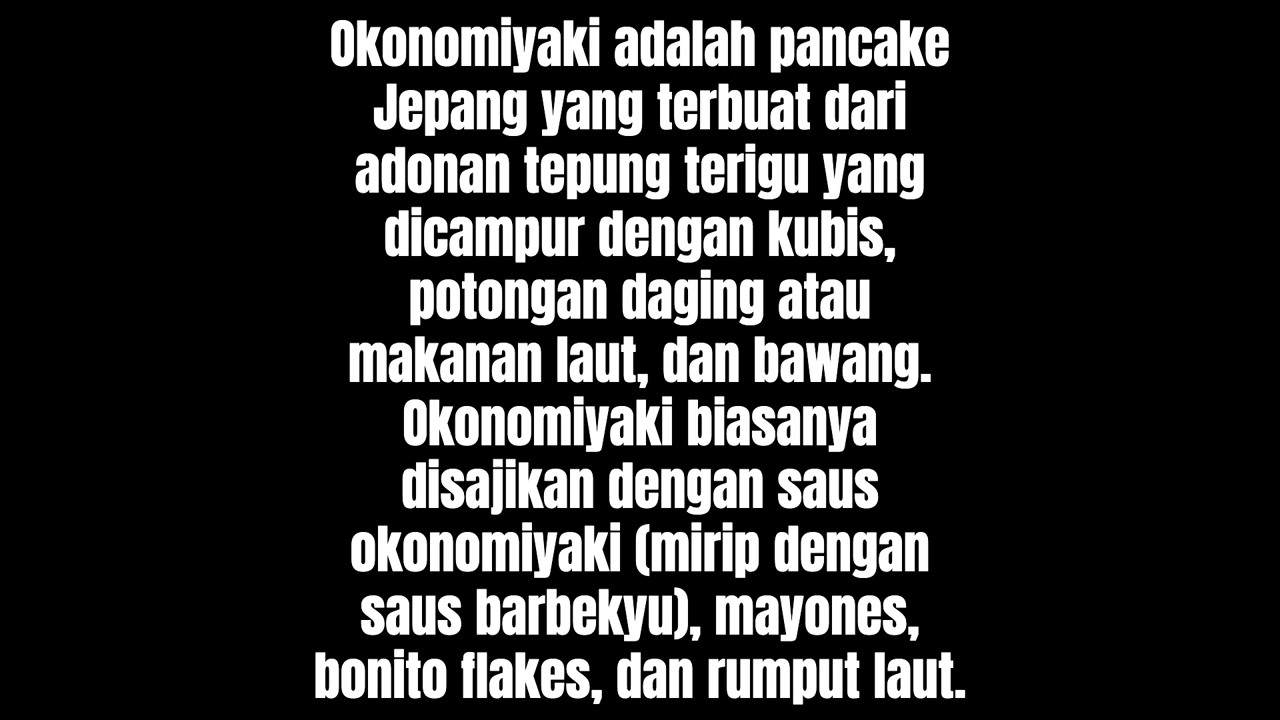 Okonomiyaki adalah pancake
Jepang yang terbuat dari
adonan tepung terigu yang
dicampur dengan kubis,
potongan daging atau
makanan laut, dan bawang.
Okonomiyaki biasanya
disajikan dengan saus
okonomiyaki (mirip dengan
saus barbekyu), mayones,
bonito flakes, dan rumput laut.